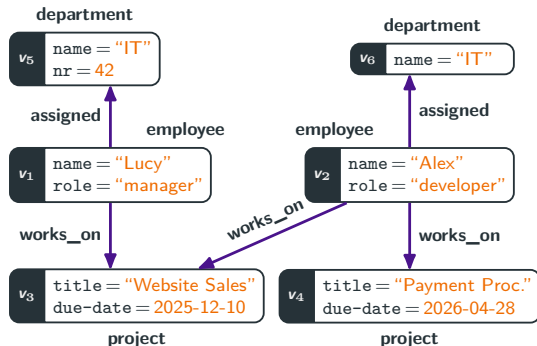 department
v5 name = "IT"
nr = 42
department
v6 name = "IT"
assigned
assigned
employee
v1 name = "Lucy"
role = "manager"
employee
v2 name = "Alex"
role = "developer"
works_on
works_on
works_on
v3 title = "Website Sales"
due-date = 2025-12-10
project
v4 title = "Payment Proc."
due-date = 2026-04-28
project